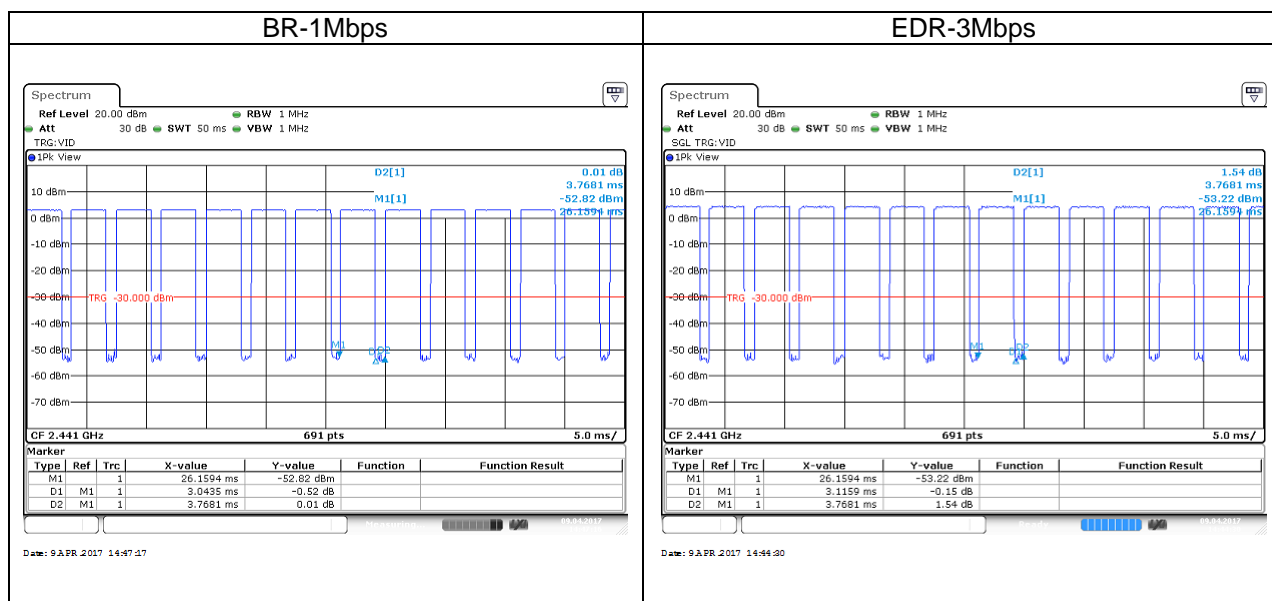 BR-1Mbps
EDR-3Mbps
Spectrum
Ref Level 20.00 dBm RBW 1 MHz
Att 30 dB SWT 50 ms VBW 1 MHz
TRG:VID
1Pk View
D2[1] 0.01 dB
3.7681 ms
M1[1] -52.82 dBm
26.1594 ms
10 dBm
0 dBm
-10 dBm
-20 dBm
-30 dBm
TRG -30.000 dBm
-40 dBm
-50 dBm
M1
D2
-60 dBm
-70 dBm
CF 2.441 GHz 691 pts 5.0 ms/
Marker
Type Ref Trc X-value Y-value Function Function Result
M1 1 26.1594 ms -52.82 dBm
D1 M1 1 3.0435 ms -0.52 dB
D2 M1 1 3.7681 ms 0.01 dB
Measuring 09.04.2017
Date: 9.APR.2017 14:47:17
Spectrum
Ref Level 20.00 dBm RBW 1 MHz
Att 30 dB SWT 50 ms VBW 1 MHz
SGL TRG:VID
1Pk View
D2[1] 1.54 dB
3.7681 ms
M1[1] -53.22 dBm
26.1594 ms
10 dBm
0 dBm
-10 dBm
-20 dBm
-30 dBm
TRG -30.000 dBm
-40 dBm
-50 dBm
M1
D2
-60 dBm
-70 dBm
CF 2.441 GHz 691 pts 5.0 ms/
Marker
Type Ref Trc X-value Y-value Function Function Result
M1 1 26.1594 ms -53.22 dBm
D1 M1 1 3.1159 ms -0.15 dB
D2 M1 1 3.7681 ms 1.54 dB
Ready 09.04.2017
Date: 9.APR.2017 14:44:30